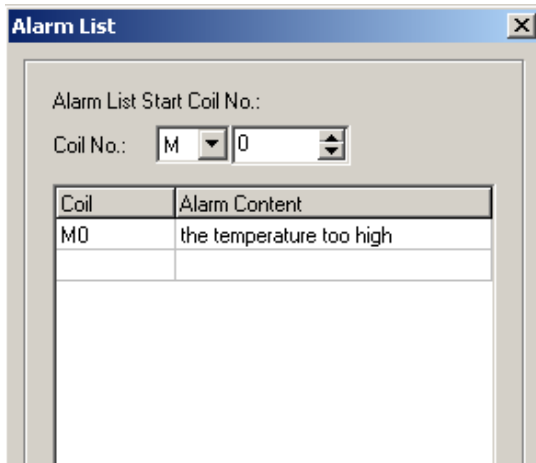 Alarm List
Alarm List Start Coil No.:
Coil No.: M 0
Coil Alarm Content
M0 the temperature too high